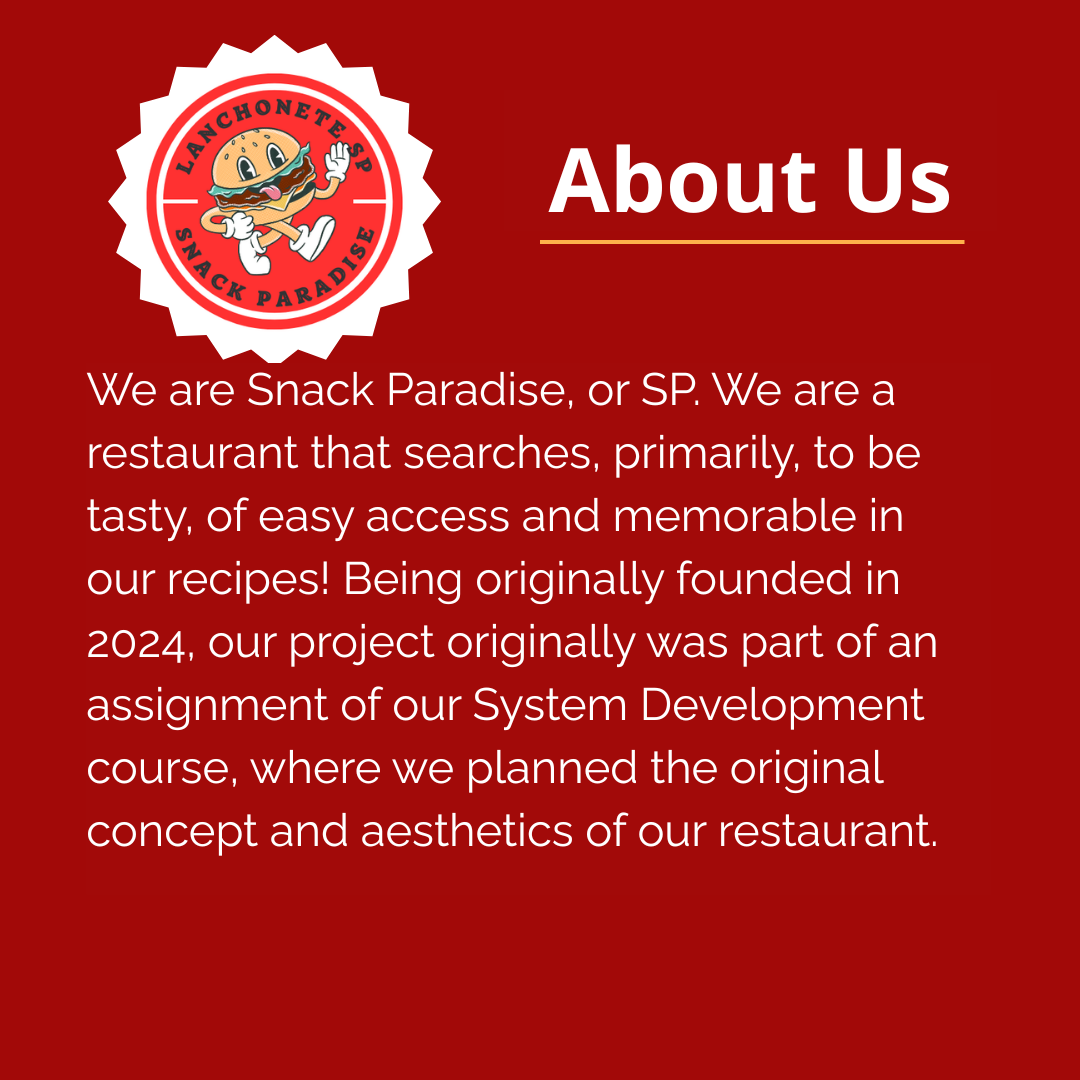 LANCHONETE SP
SNACK PARADISE
About Us
We are Snack Paradise, or SP. We are a
restaurant that searches, primarily, to be
tasty, of easy access and memorable in
our recipes! Being originally founded in
2024, our project originally was part of an
assignment of our System Development
course, where we planned the original
concept and aesthetics of our restaurant.